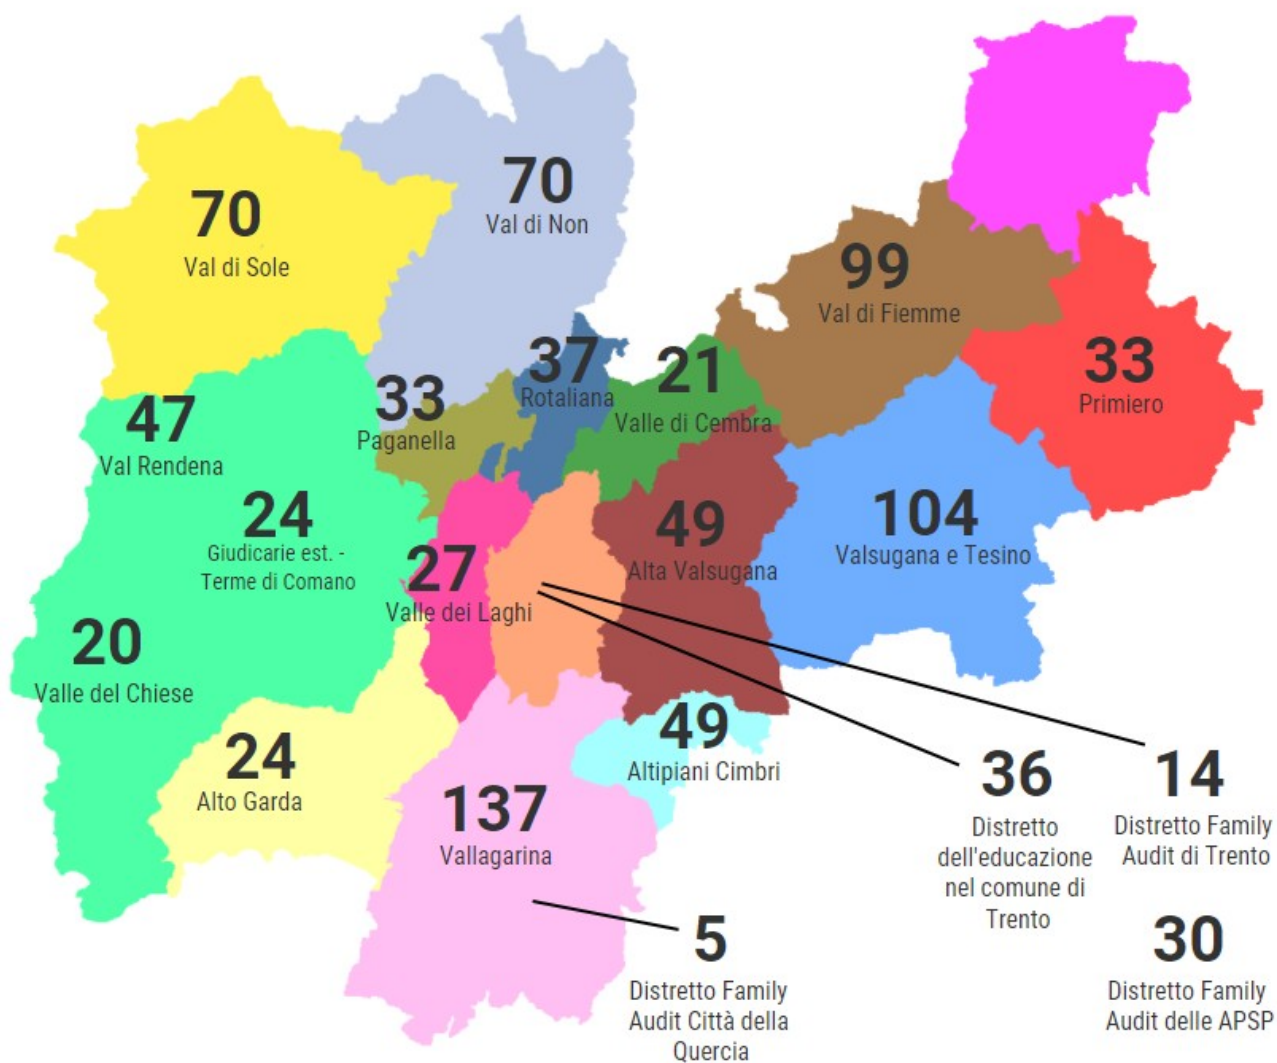 70
Val di Non
70
Val di Sole
99
Val di Fiemme
37
Rotaliana
21
Valle di Cembra
33
Primiero
33
Paganella
47
Val Rendena
24
Giudicarie est. -
Terme di Comano
27
Valle dei Laghi
49
Alta Valsugana
104
Valsugana e Tesino
20
Valle del Chiese
24
Alto Garda
137
Vallagarina
49
Altipiani Cimbri
36
Distretto
dell'educazione
nel comune di
Trento
14
Distretto Family
Audit di Trento
5
Distretto Family
Audit Città della
Quercia
30
Distretto Family
Audit delle APSP